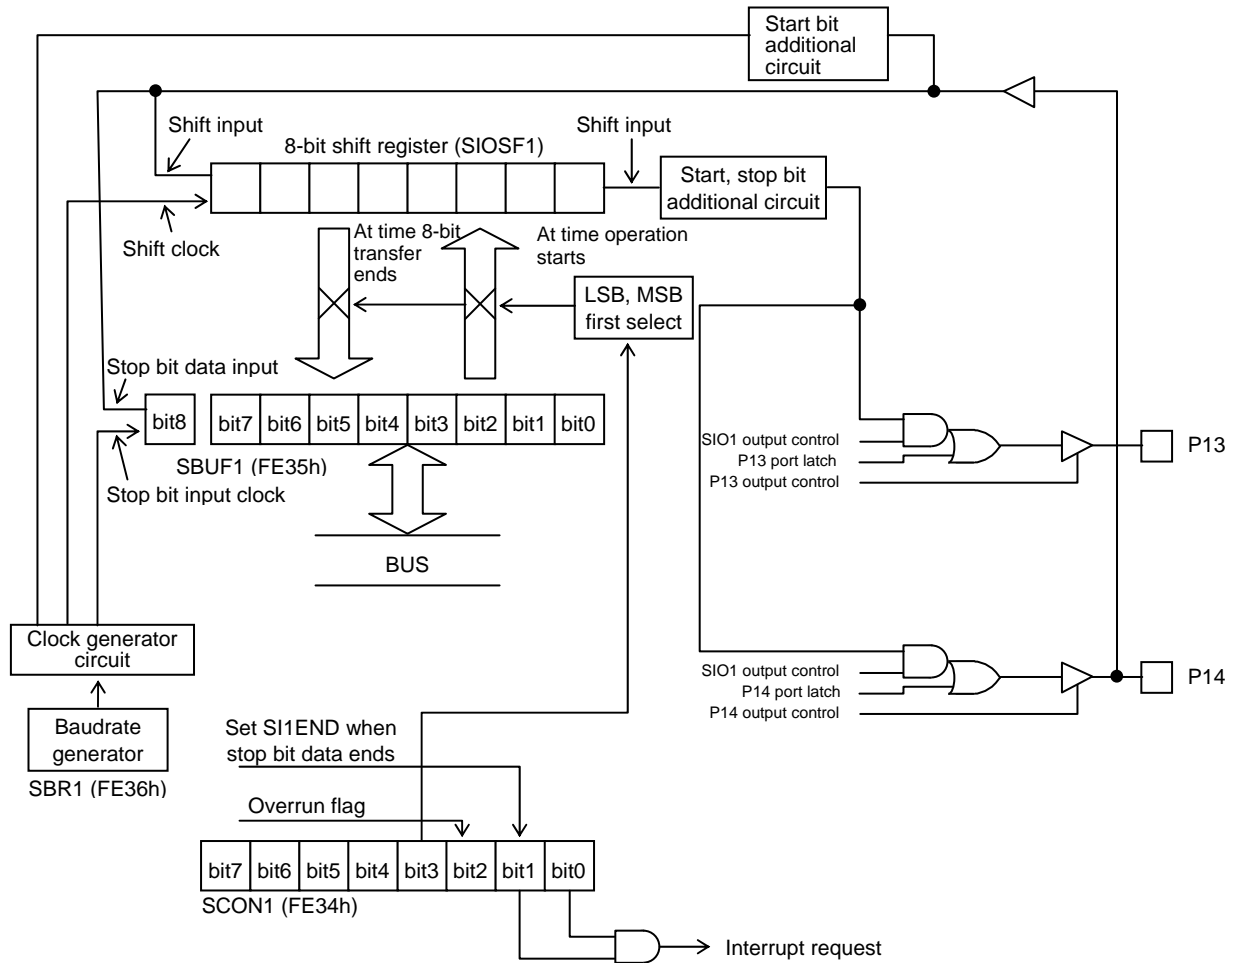 Start bit
additional
circuit
Shift input
8-bit shift register (SIOSF1)
Shift input
Start, stop bit
additional circuit
Shift clock
At time 8-bit
transfer
ends
At time operation
starts
LSB, MSB
first select
Stop bit data input
bit8
bit7 bit6 bit5 bit4 bit3 bit2 bit1 bit0
SBUF1 (FE35h)
Stop bit input clock
BUS
SIO1 output control
P13 port latch
P13 output control
P13
Clock generator
circuit
SIO1 output control
P14 port latch
P14 output control
P14
Baudrate
generator
SBR1 (FE36h)
Set SI1END when
stop bit data ends
Overrun flag
bit7 bit6 bit5 bit4 bit3 bit2 bit1 bit0
SCON1 (FE34h)
Interrupt request